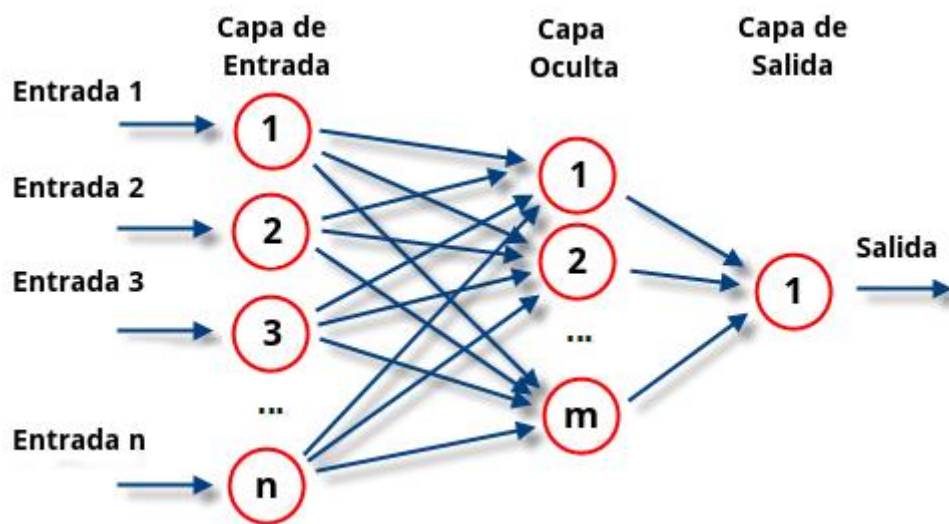 Capa de
Entrada
Capa
Oculta
Capa de
Salida
Entrada 1
1
Entrada 2
2
Entrada 3
3
...
Entrada n
n
1
2
...
m
1
Salida